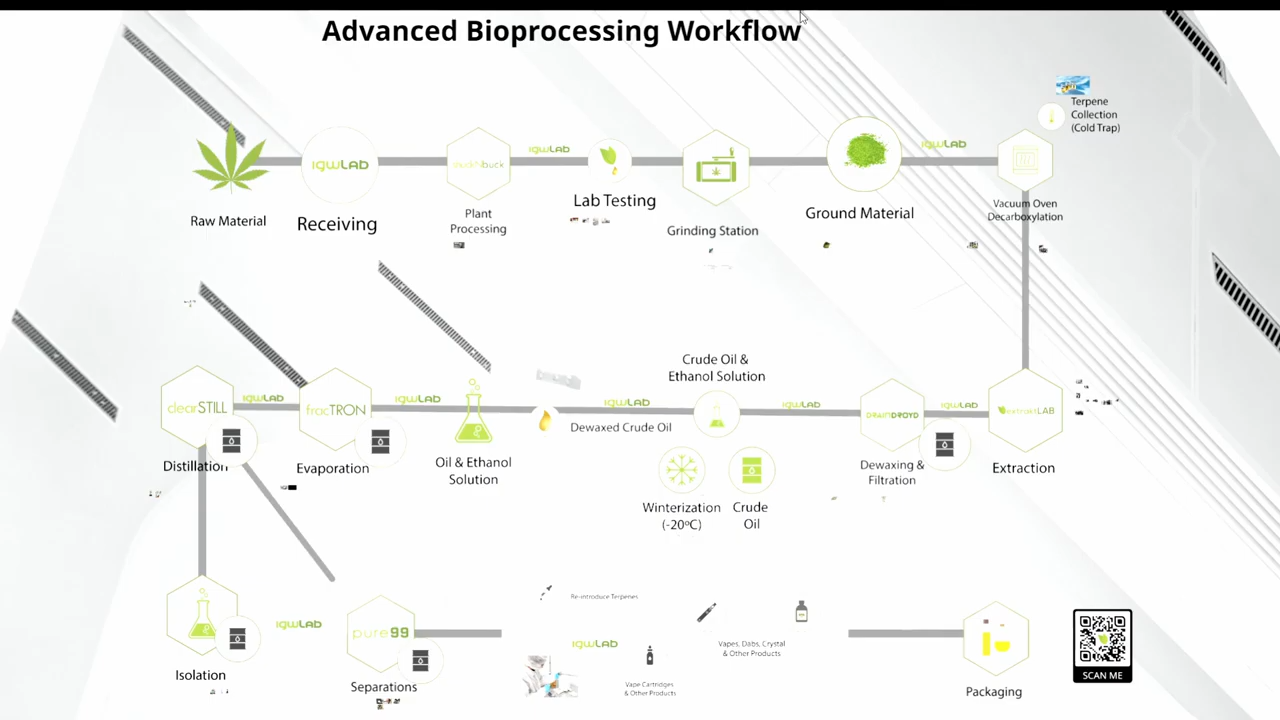 Advanced Bioprocessing Workflow
Terpene
Collection
(Cold Trap)
igwLAB
igwLAB
igwLAB
buck
Raw Material
Receiving
Plant
Processing
Lab Testing
Grinding Station
Ground Material
Vacuum Oven
Decarboxylation
Crude Oil &
Ethanol Solution
clearSTILL
igwLAB
fracTRON
igwLAB
igwLAB
igwLAB
DRAINDROYD
igwLAB
extraktLAB
Dewaxed Crude Oil
Distillation
Evaporation
Oil & Ethanol
Solution
Dewaxing &
Filtration
Extraction
Winterization
(-20ºC)
Crude
Oil
Re-introduce Terpenes
igwLAB
pure99
igwLAB
Vapes, Dabs, Crystal
& Other Products
Isolation
Separations
Vape Cartridges
& Other Products
Packaging
SCAN ME